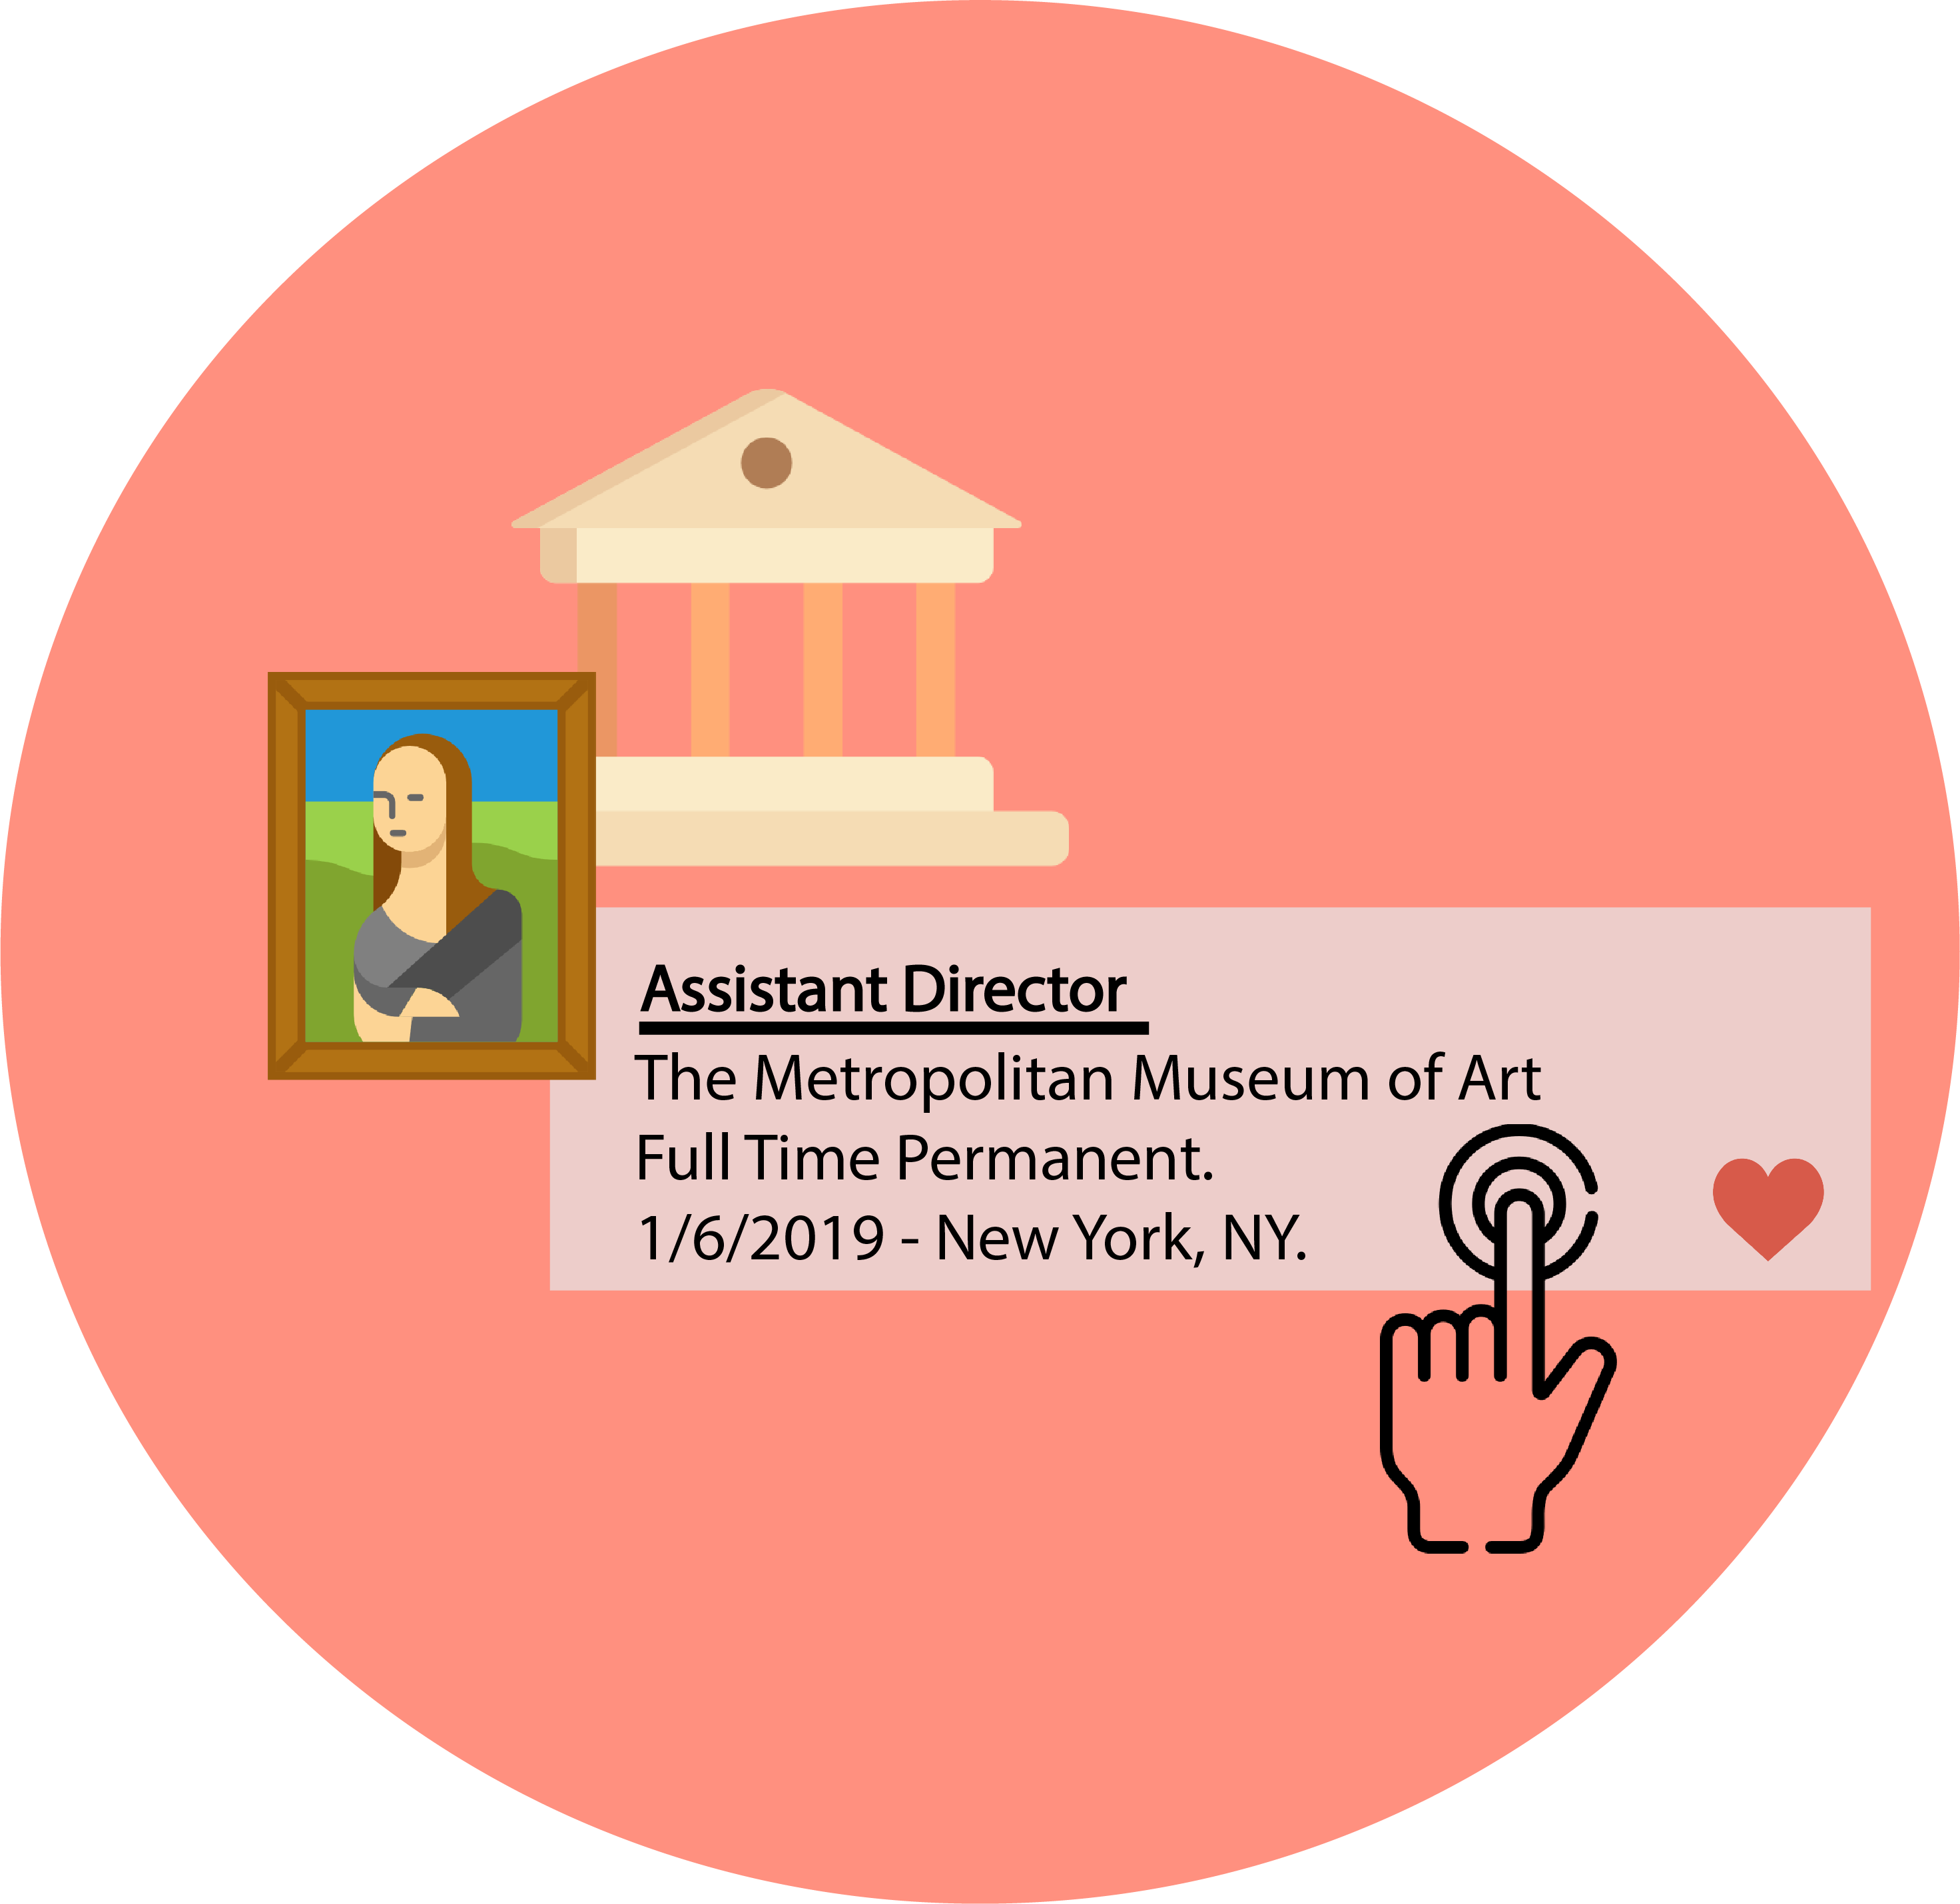 Assistant Director
The Metropolitan Museum of Art
Full Time Permanent.
1/6/2019 - New York, NY.